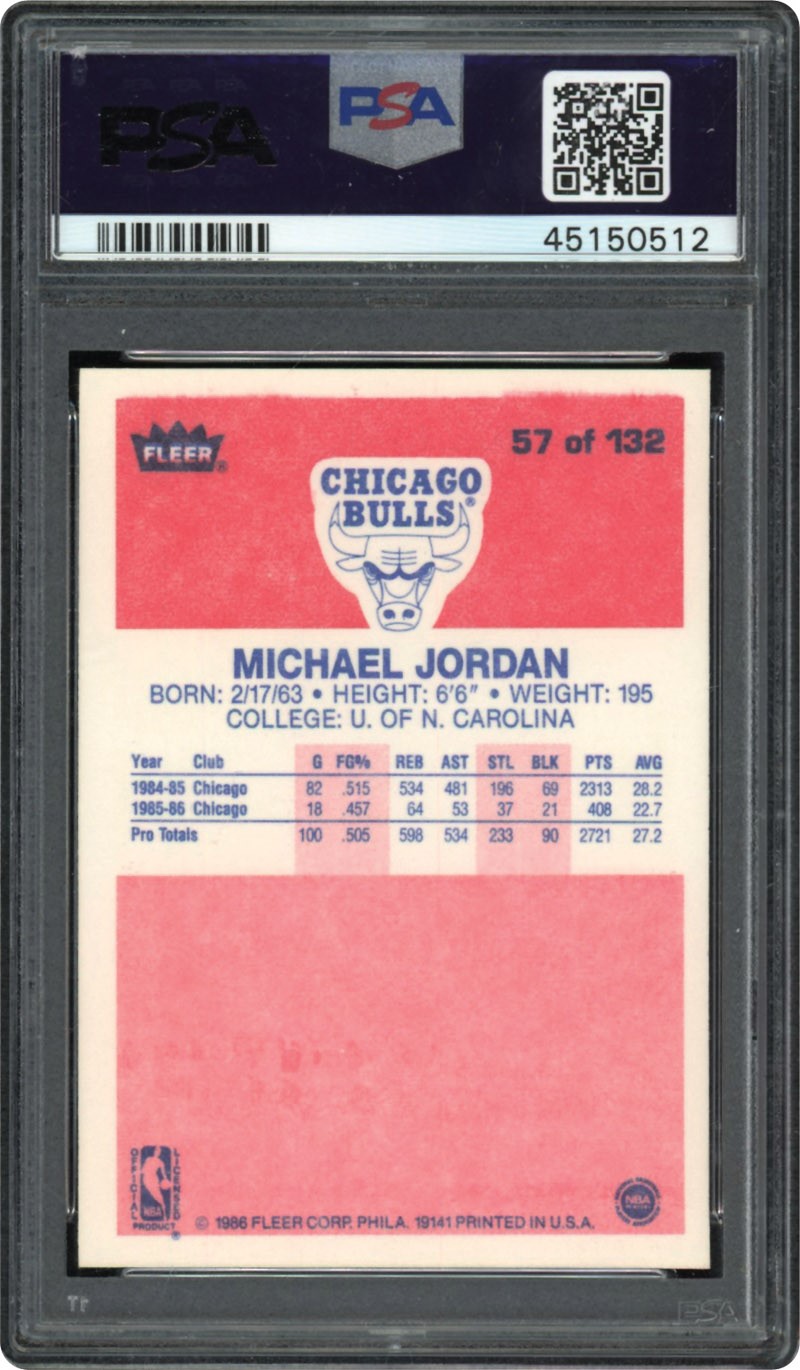 PSA
PSA
45150512
FLEER®
57 of 132
CHICAGO
BULLS®
MICHAEL JORDAN
BORN: 2/17/63 • HEIGHT: 6'6" • WEIGHT: 195
COLLEGE: U. OF N. CAROLINA
Year Club G FG% REB AST STL BLK PTS AVG
1984-85 Chicago 82 .515 534 481 196 69 2313 28.2
1985-86 Chicago 18 .457 64 53 37 21 408 22.7
Pro Totals 100 .505 598 534 233 90 2721 27.2
OFFICIAL
LICENSED
NBA
PRODUCT®
NBA
© 1986 FLEER CORP. PHILA. 19141 PRINTED IN U.S.A.
PSA